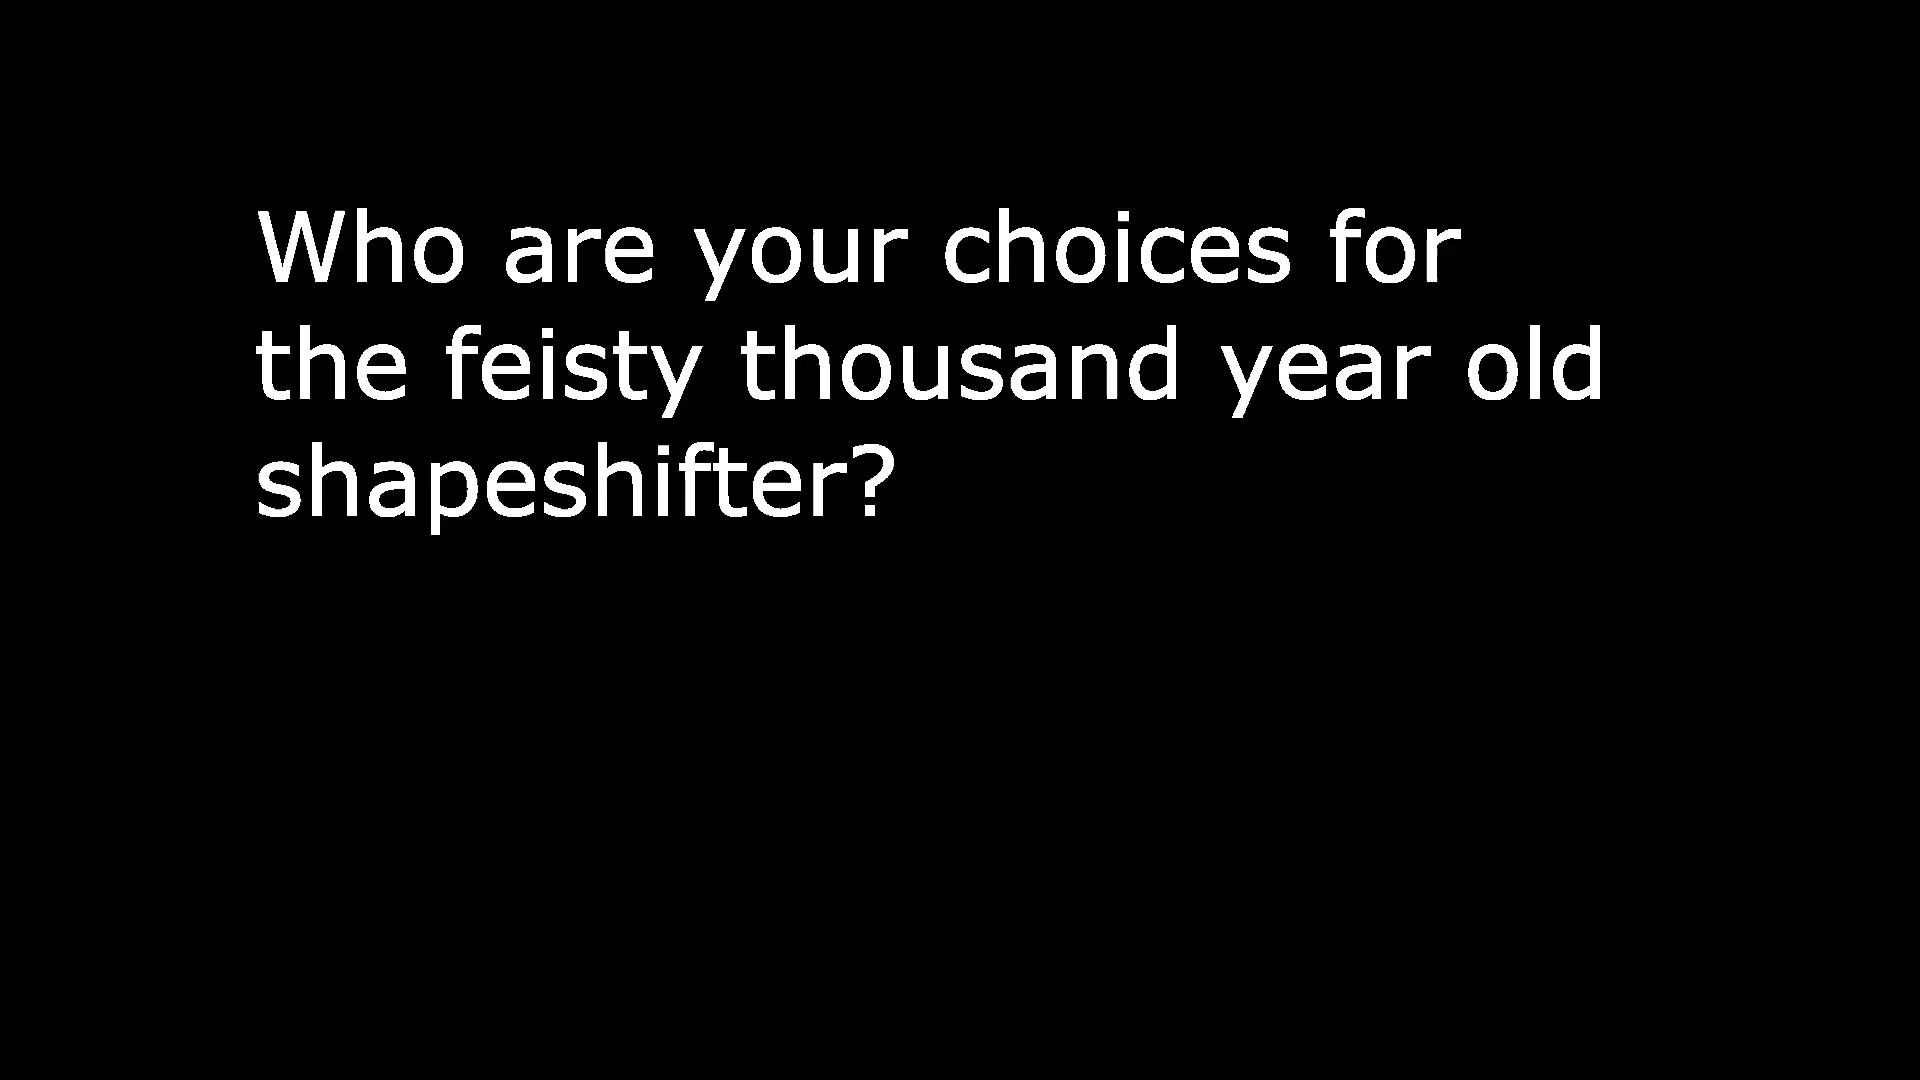 Who are your choices for
the feisty thousand year old
shapeshifter?